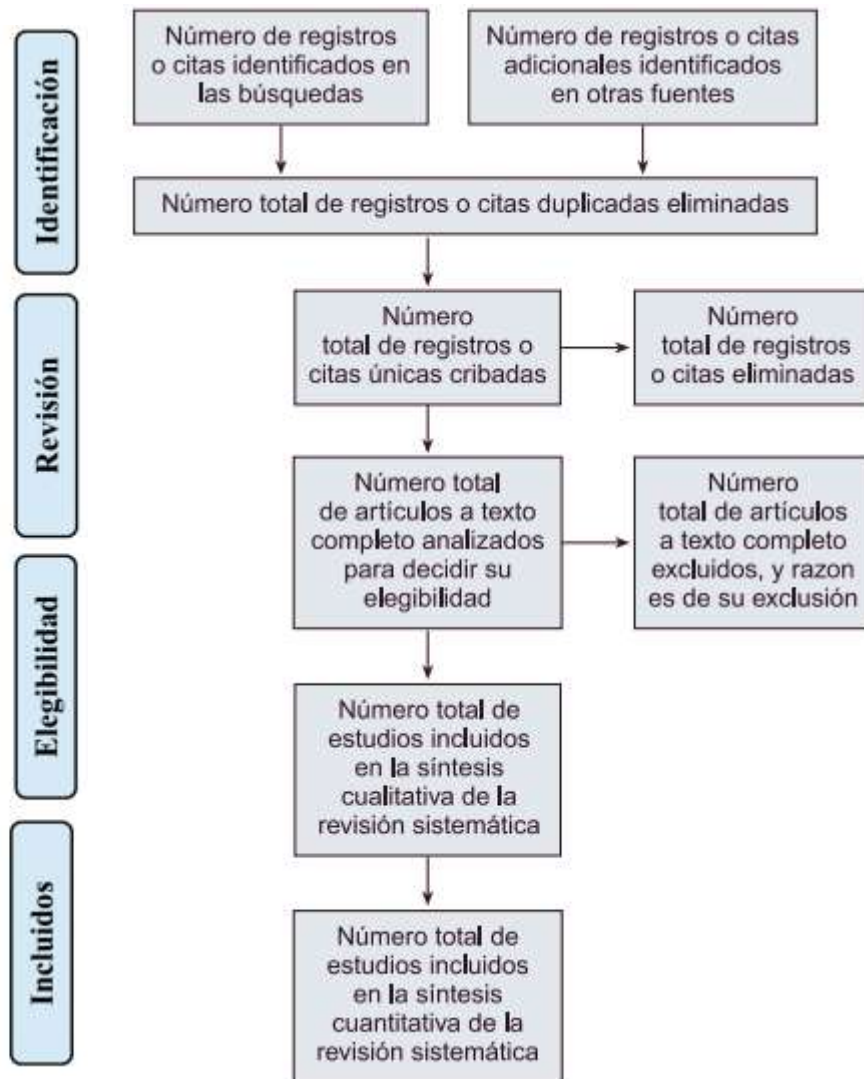 Identificación
Número de registros
o citas identificados en
las búsquedas
Número de registros o citas
adicionales identificados
en otras fuentes
Número total de registros o citas duplicadas eliminadas
Revisión
Número
total de registros o
citas únicas cribadas
Número
total de registros
o citas eliminadas
Número total
de artículos a texto
completo analizados
para decidir su
elegibilidad
Número
total de artículos
a texto completo
excluidos, y razon
es de su exclusión
Elegibilidad
Número total de
estudios incluidos
en la síntesis
cualitativa de la
revisión sistemática
Incluidos
Número total de
estudios incluidos
en la síntesis
cuantitativa de la
revisión sistemática